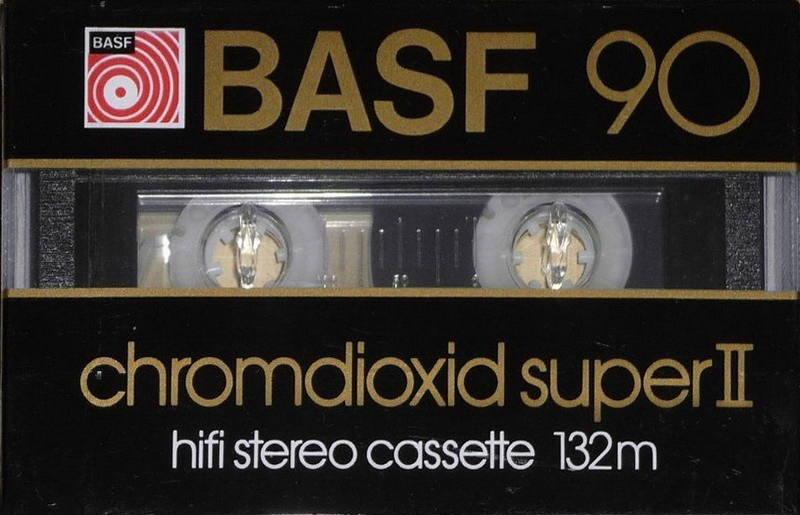 BASF
BASF 90
chromdioxid super II
hifi stereo cassette 132m